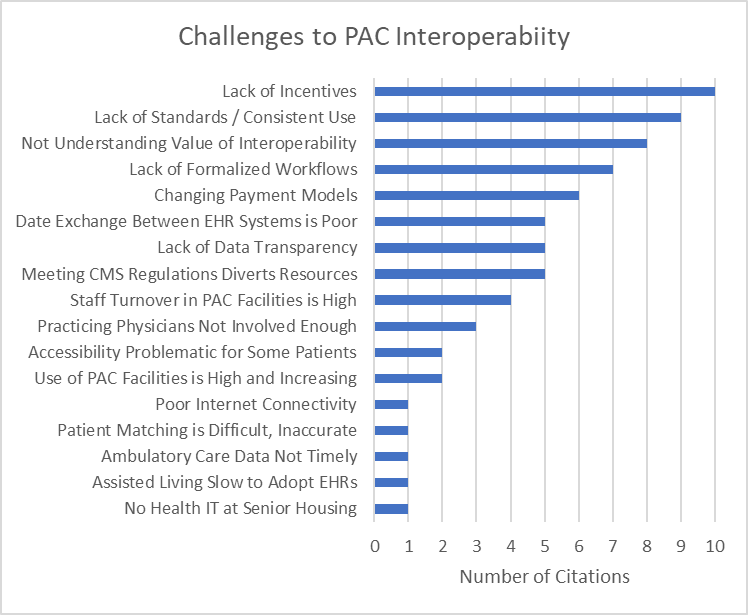 Challenges to PAC Interoperabiity
Lack of Incentives
Lack of Standards / Consistent Use
Not Understanding Value of Interoperability
Lack of Formalized Workflows
Changing Payment Models
Date Exchange Between EHR Systems is Poor
Lack of Data Transparency
Meeting CMS Regulations Diverts Resources
Staff Turnover in PAC Facilities is High
Practicing Physicians Not Involved Enough
Accessibility Problematic for Some Patients
Use of PAC Facilities is High and Increasing
Poor Internet Connectivity
Patient Matching is Difficult, Inaccurate
Ambulatory Care Data Not Timely
Assisted Living Slow to Adopt EHRs
No Health IT at Senior Housing
0 1 2 3 4 5 6 7 8 9 10
Number of Citations